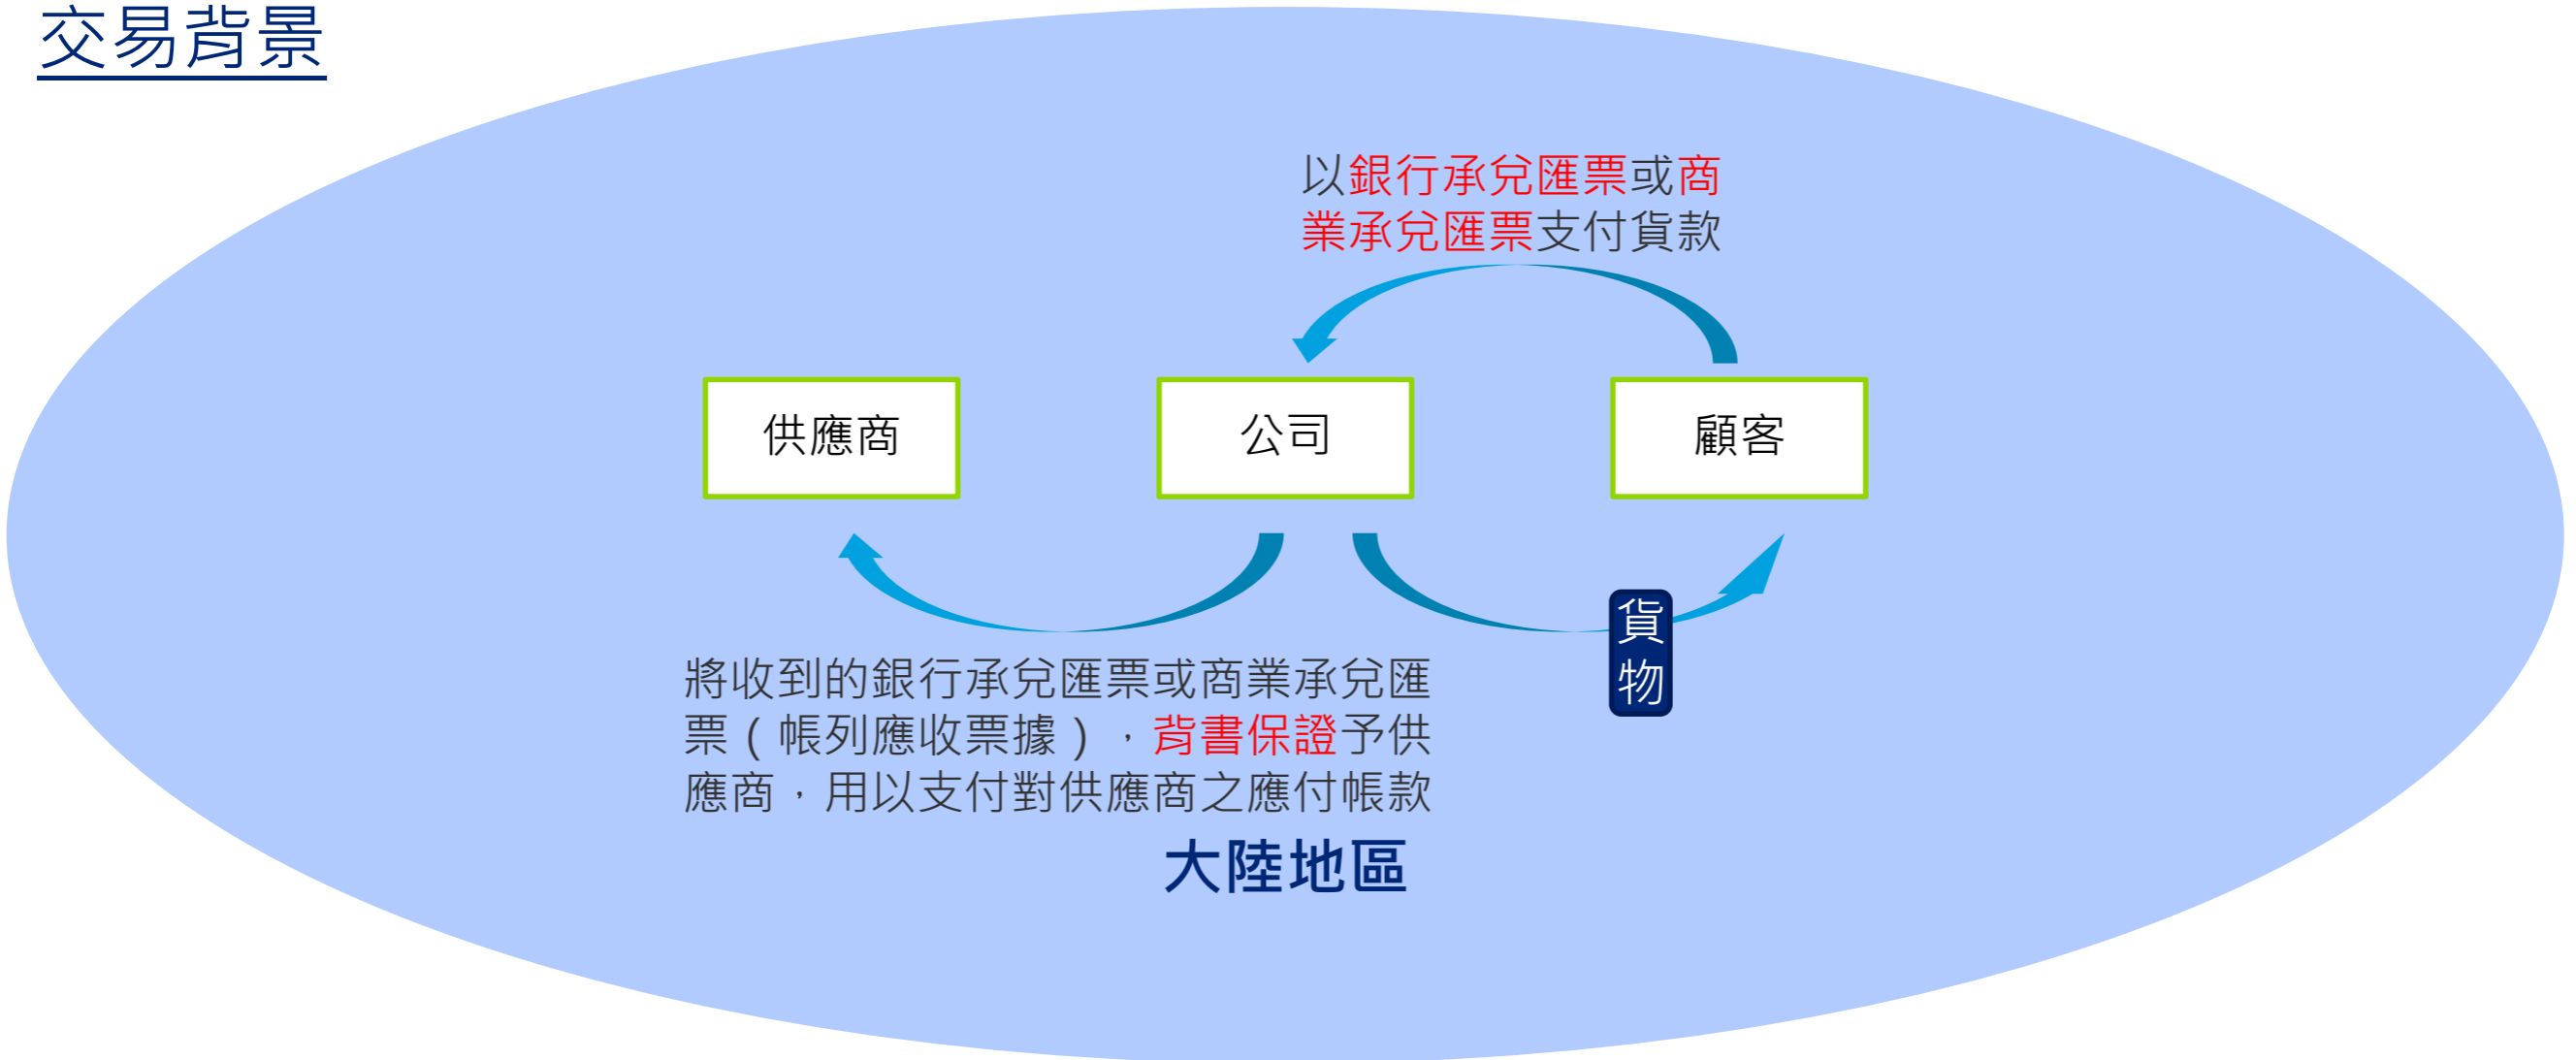 交易背景
以銀行承兌匯票或商
業承兌匯票支付貨款
供應商
公司
顧客
貨
物
將收到的銀行承兌匯票或商業承兌匯
票(帳列應收票據),背書保證予供
應商,用以支付對供應商之應付帳款
大陸地區